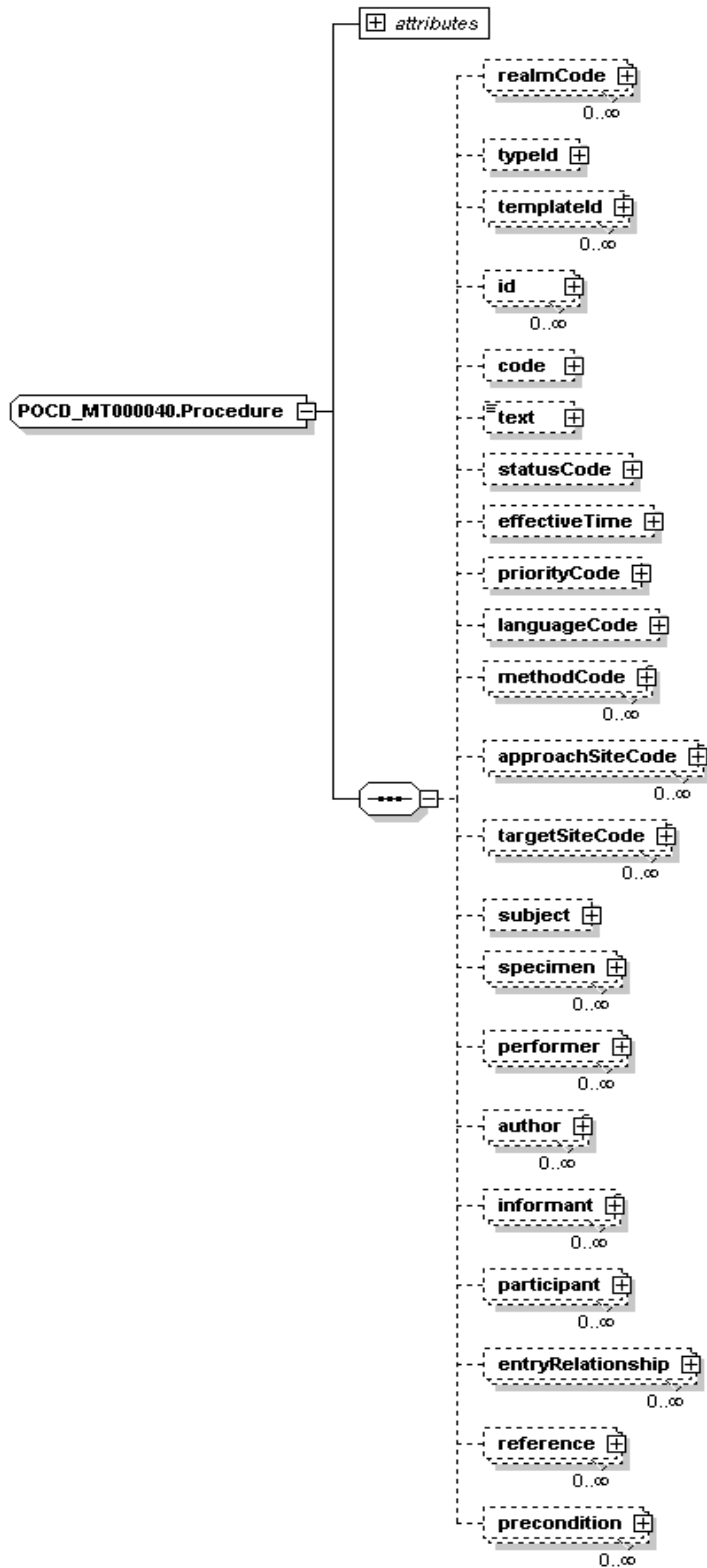 attributes
realmCode
0..∞
typeId
templateId
0..∞
id
0..∞
code
POCD_MT000040.Procedure
text
statusCode
effectiveTime
priorityCode
languageCode
methodCode
0..∞
approachSiteCode
0..∞
targetSiteCode
0..∞
subject
specimen
0..∞
performer
0..∞
author
0..∞
informant
0..∞
participant
0..∞
entryRelationship
0..∞
reference
0..∞
precondition
0..∞